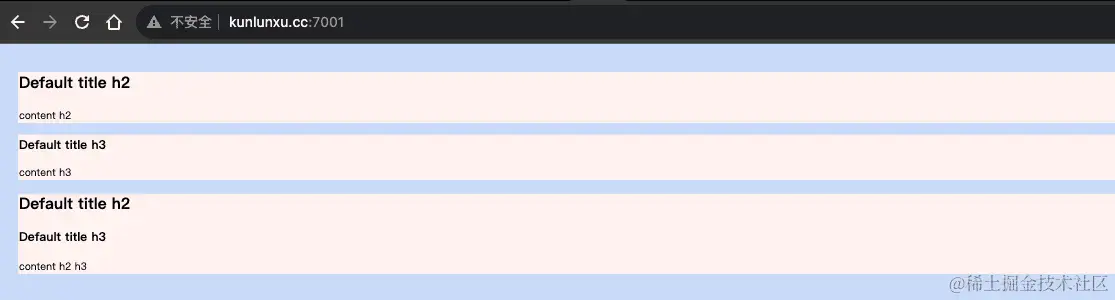 不安全 kunlunxu.cc:7001
Default title h2
content h2
Default title h3
content h3
Default title h2
Default title h3
content h2 h3
@稀土掘金技术社区